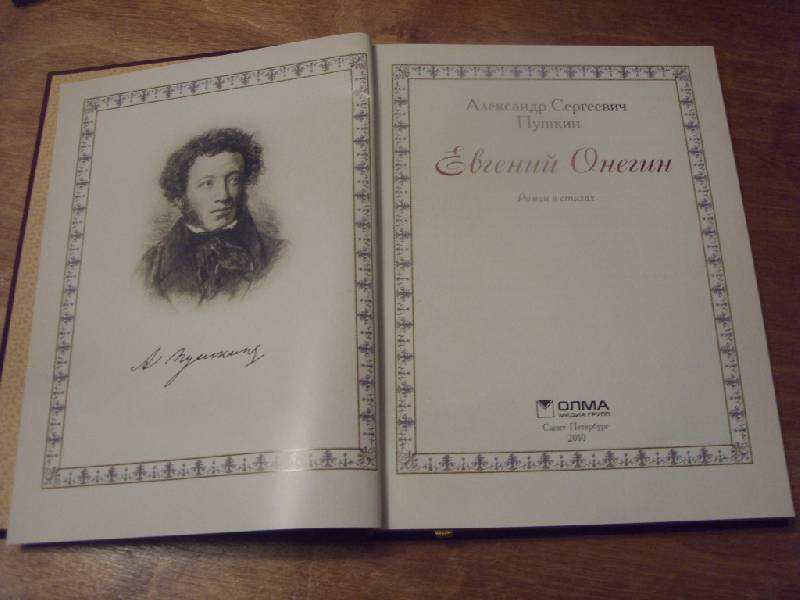 А Пушкинъ
Александр Сергеевич
Пушкин
Евгений Онегин
Роман в стихах
ОЛМА
МЕДИА ГРУПП
Санкт-Петербург
2010